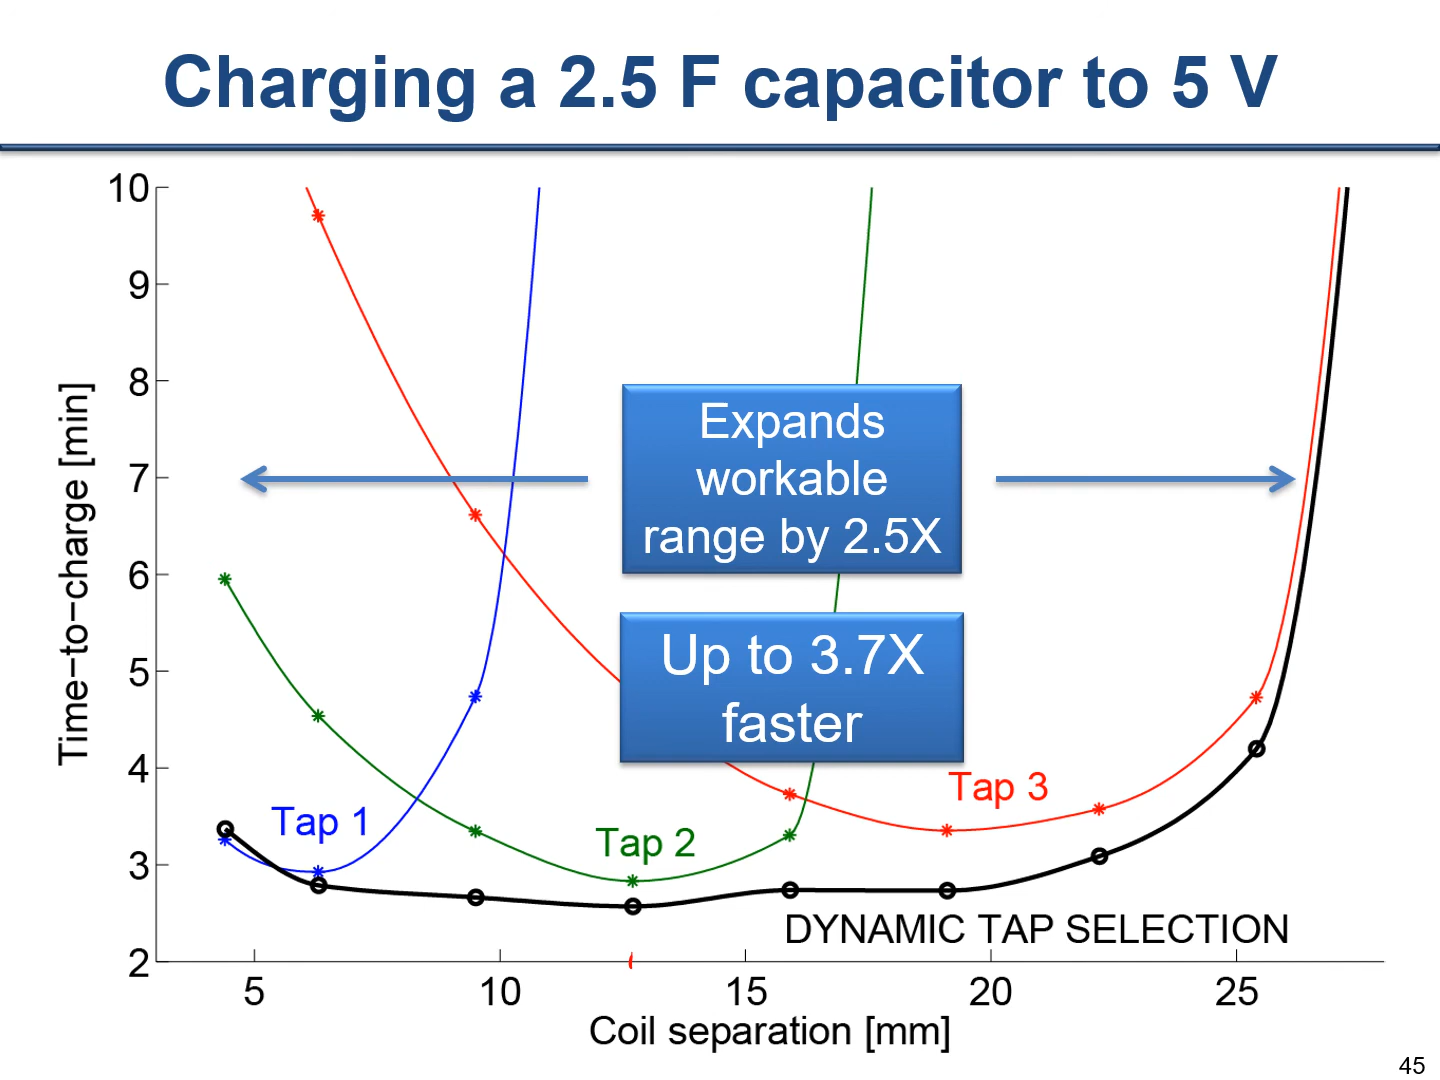 Charging a 2.5 F capacitor to 5 V
10
9
8
7
6
5
4
3
2
Time-to-charge [min]
Expands
workable
range by 2.5X
Up to 3.7X
faster
Tap 1
Tap 2
Tap 3
DYNAMIC TAP SELECTION
5 10 15 20 25
Coil separation [mm]
45